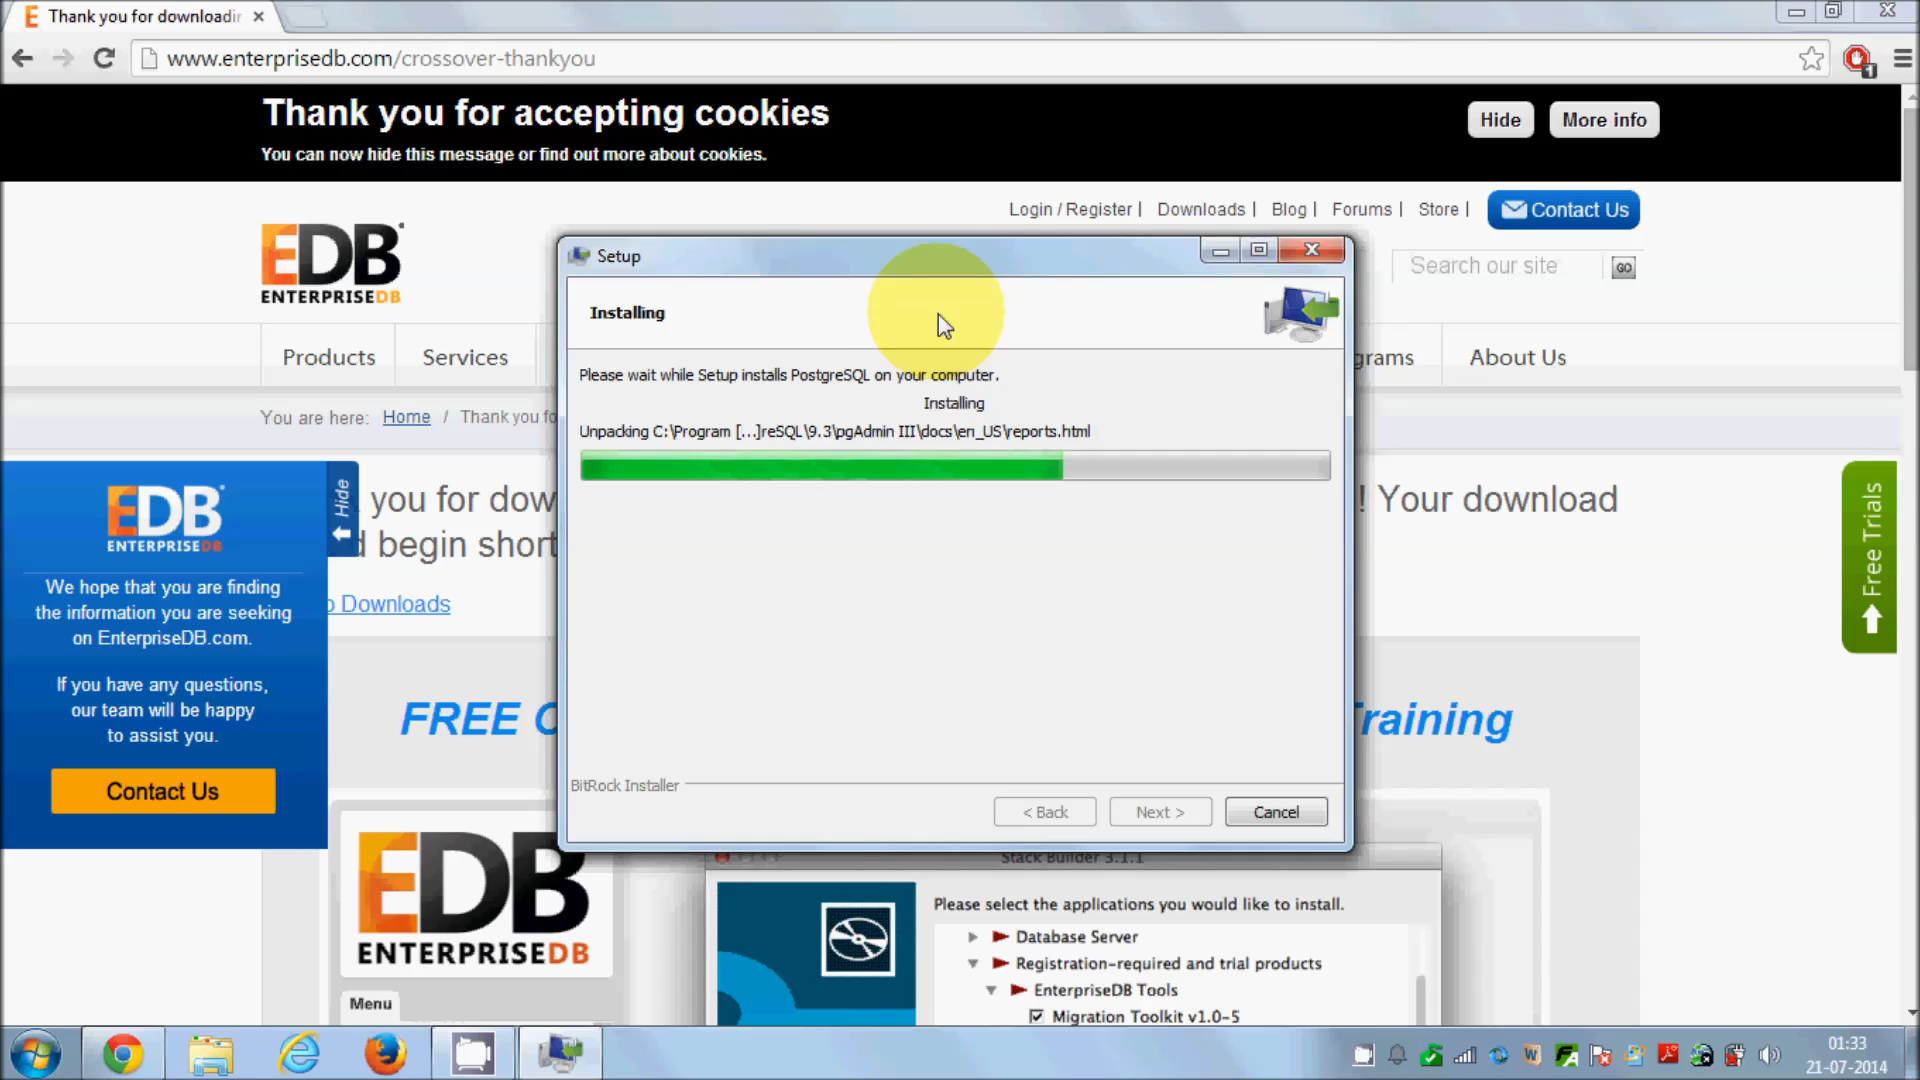 Thank you for downloadin
www.enterprisedb.com/crossover-thankyou
1
Thank you for accepting cookies
You can now hide this message or find out more about cookies.
Hide
More info
Login / Register | Downloads | Blog | Forums | Store |
Contact Us
EDB
ENTERPRISEDB
Search our site
GO
Products
Services
grams
About Us
You are here: Home / Thank you fo
Setup
Installing
Please wait while Setup installs PostgreSQL on your computer.
Installing
Unpacking C:\Program [...]reSQL\9.3\pgAdmin III\docs\en_US\reports.html
BitRock Installer
< Back
Next >
Cancel
you for dow
! Your download
d begin short
o Downloads
Hide
EDB
ENTERPRISEDB
We hope that you are finding
the information you are seeking
on EnterpriseDB.com.
If you have any questions,
our team will be happy
to assist you.
Contact Us
Free Trials
FREE
Training
EDB
ENTERPRISEDB
Menu
Stack Builder 3.1.1
Please select the applications you would like to install.
Database Server
Registration-required and trial products
EnterpriseDB Tools
Migration Toolkit v1.0-5
01:33
21-07-2014